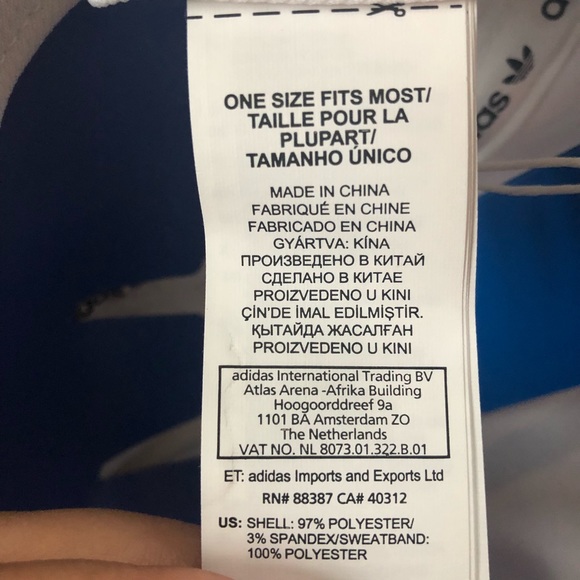 ONE SIZE FITS MOST/
TAILLE POUR LA
PLUPART/
TAMANHO ÚNICO
MADE IN CHINA
FABRIQUÉ EN CHINE
FABRICADO EN CHINA
GYÁRTVA: KÍNA
ПРОИЗВЕДЕНО В КИТАЙ
СДЕЛАНО В КИТАЕ
PROIZVEDENO U KINI
ÇİN'DE İMAL EDİLMİŞTİR.
ҚЫТАЙДА ЖАСАЛҒАН
PROIZVEDENO U KINI
adidas International Trading BV
Atlas Arena -Afrika Building
Hoogoorddreef 9a
1101 BA Amsterdam ZO
The Netherlands
VAT NO. NL 8073.01.322.B.01
ET: adidas Imports and Exports Ltd
RN# 88387 CA# 40312
US: SHELL: 97% POLYESTER/
3% SPANDEX/SWEATBAND:
100% POLYESTER
das